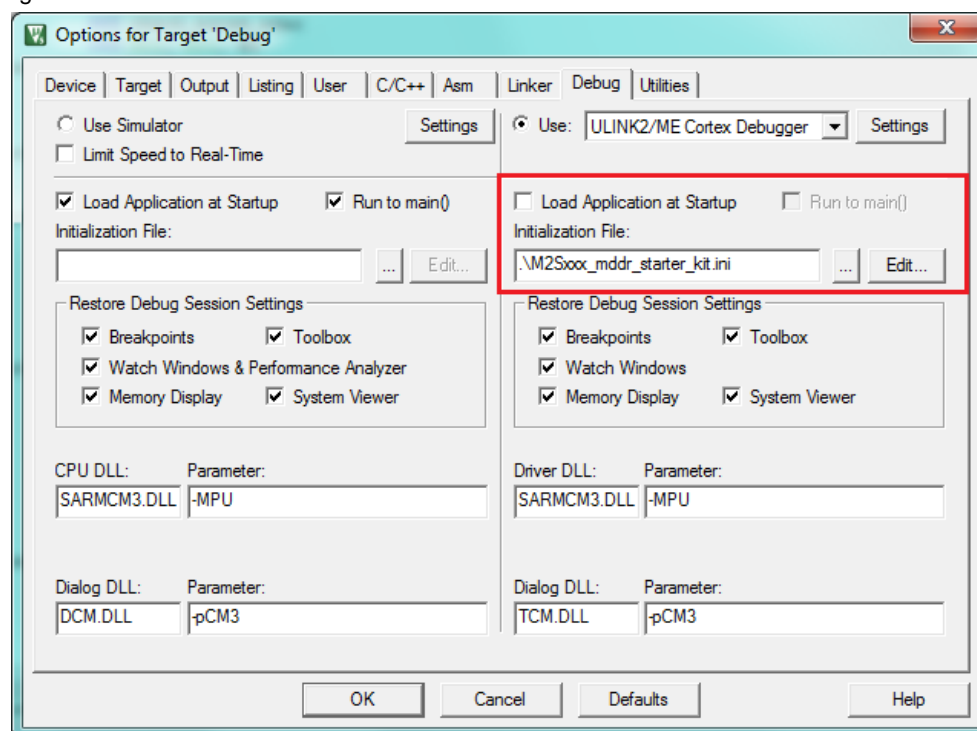 Options for Target 'Debug'
Device Target Output Listing User C/C++ Asm Linker Debug Utilities
Use Simulator Settings Use: ULINK2/ME Cortex Debugger Settings
Limit Speed to Real-Time
Load Application at Startup Run to main() Load Application at Startup Run to main()
Initialization File: Initialization File:
... Edit... .\M2Sxxx_mddr_starter_kit.ini ... Edit...
Restore Debug Session Settings Restore Debug Session Settings
Breakpoints Toolbox Breakpoints Toolbox
Watch Windows & Performance Analyzer Watch Windows
Memory Display System Viewer Memory Display System Viewer
CPU DLL: Parameter: Driver DLL: Parameter:
SARMCM3.DLL -MPU SARMCM3.DLL -MPU
Dialog DLL: Parameter: Dialog DLL: Parameter:
DCM.DLL -pCM3 TCM.DLL -pCM3
OK Cancel Defaults Help